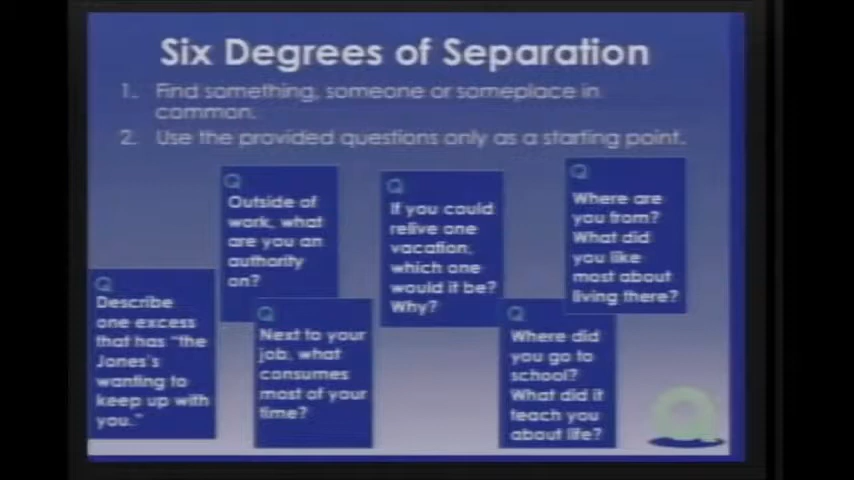 Six Degrees of Separation
1. Find something, someone or someplace in
common.
2. Use the provided questions only as a starting point.
Q
Describe
one excess
that has "the
Jones's
wanting to
keep up with
you."
Q
Outside of
work, what
are you an
authority
on?
Q
Next to your
job, what
consumes
most of your
time?
Q
If you could
relive one
vacation,
which one
would it be?
Why?
Q
Where did
you go to
school?
What did it
teach you
about life?
Q
Where are
you from?
What did
you like
most about
living there?
Q